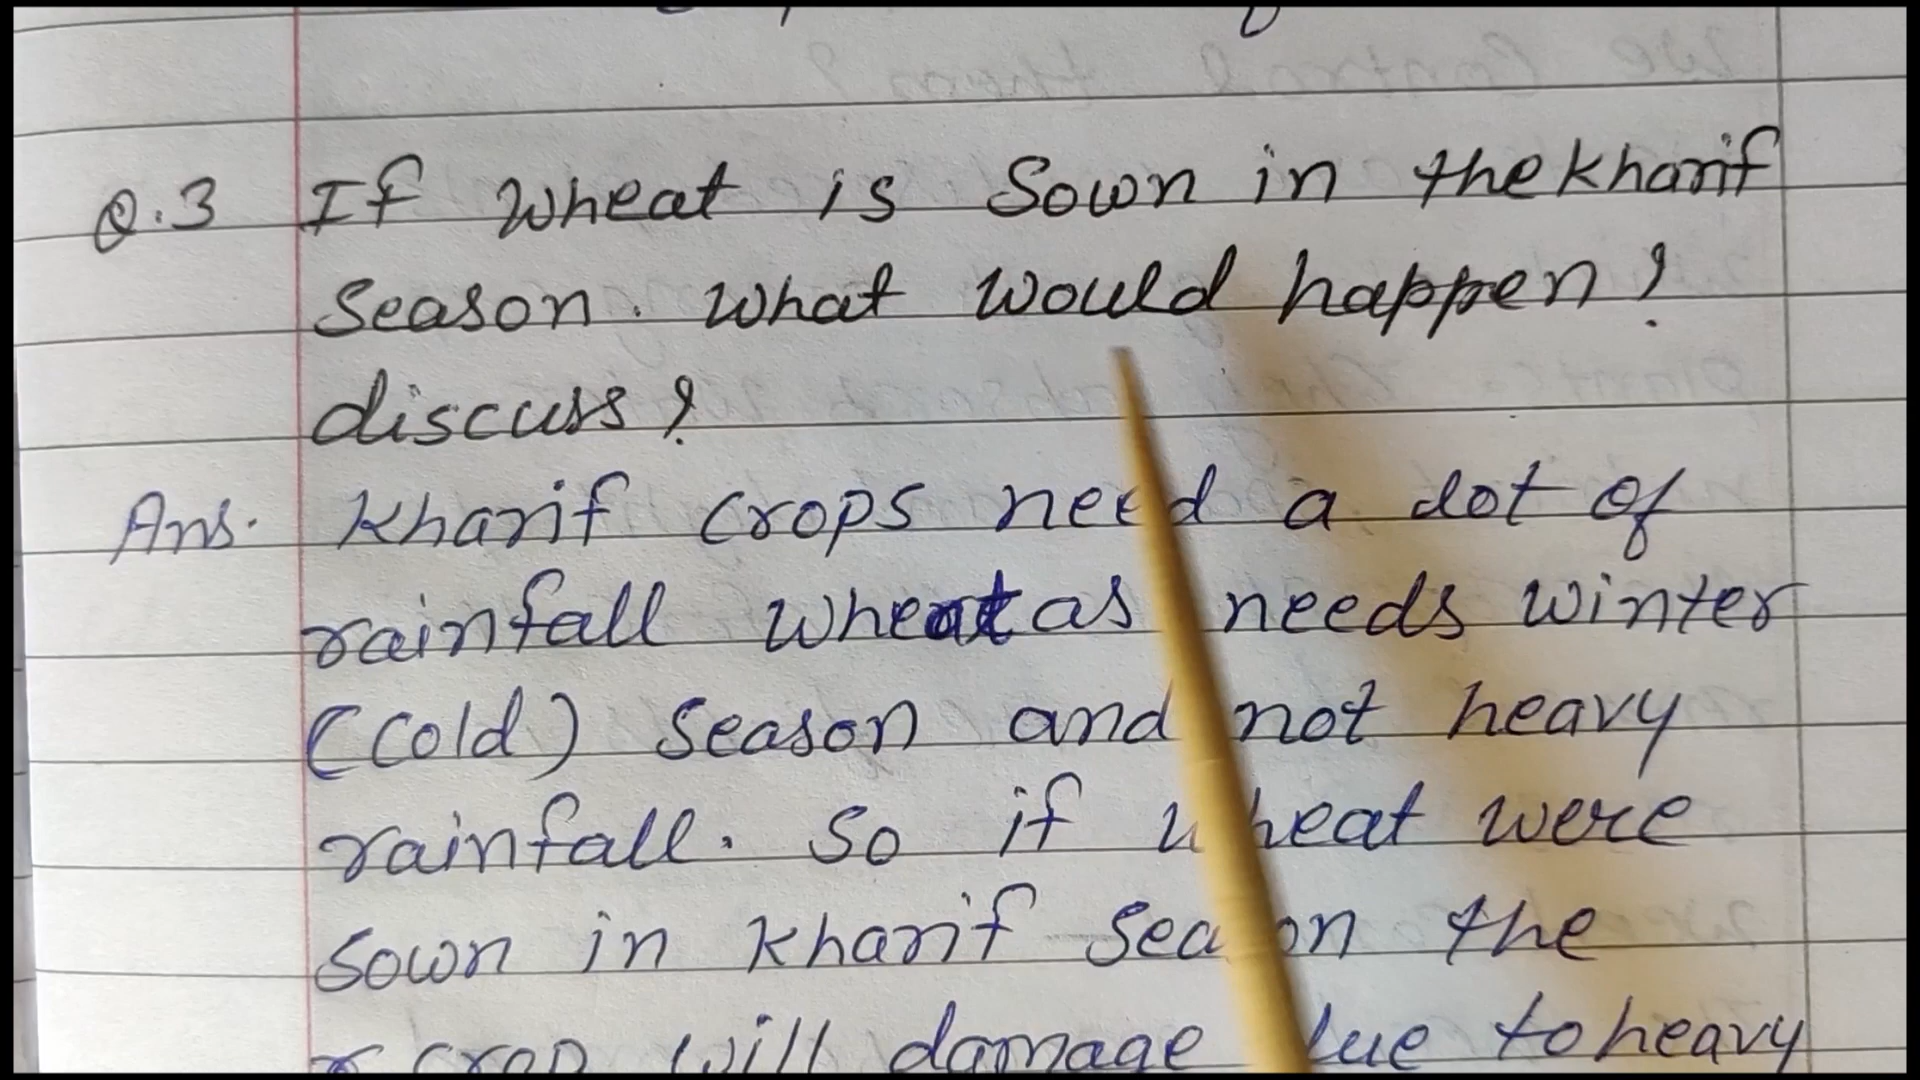 Q.3 If wheat is sown in the kharif
season. what would happen?
discuss?
Ans. Kharif crops need a lot of
rainfall wheatas needs winter
(cold) season and not heavy
rainfall. So if wheat were
sown in kharif season the
crop will damage due to heavy